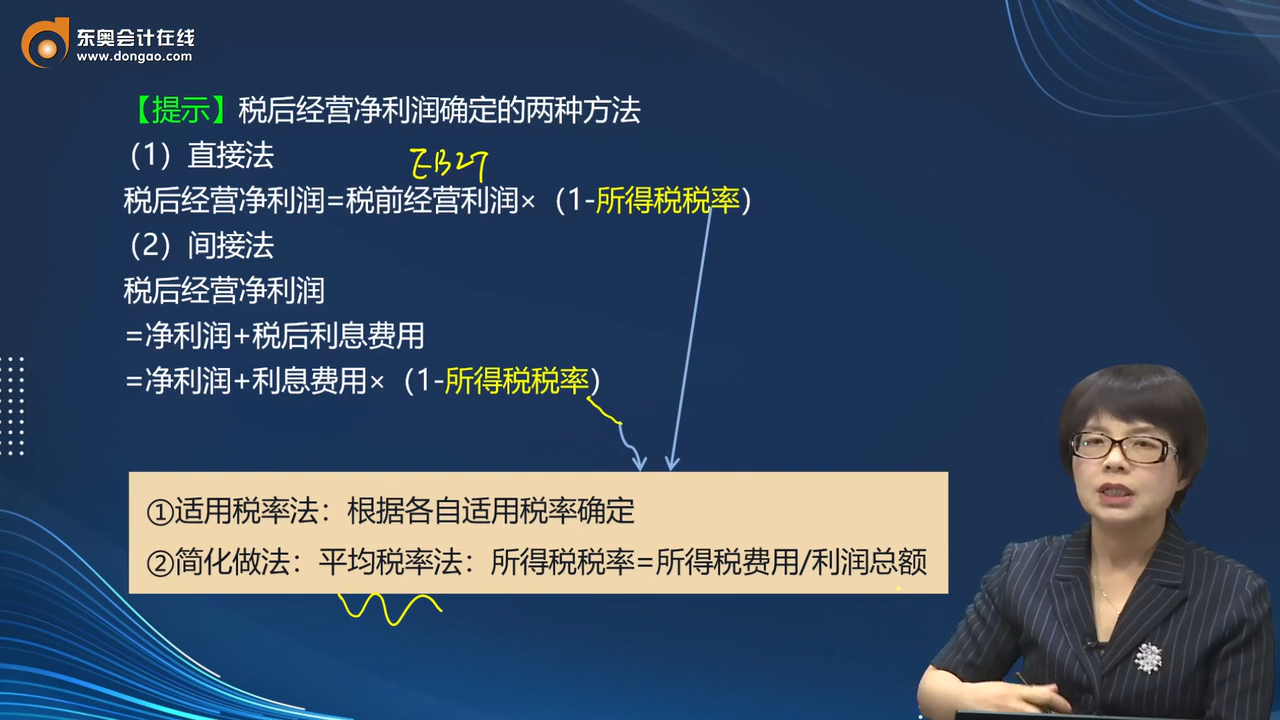 东奥会计在线
www.dongao.com
【提示】税后经营净利润确定的两种方法
（1）直接法
EBIT
税后经营净利润=税前经营利润×（1-所得税税率）
（2）间接法
税后经营净利润
=净利润+税后利息费用
=净利润+利息费用×（1-所得税税率）
①适用税率法：根据各自适用税率确定
②简化做法：平均税率法：所得税税率=所得税费用/利润总额